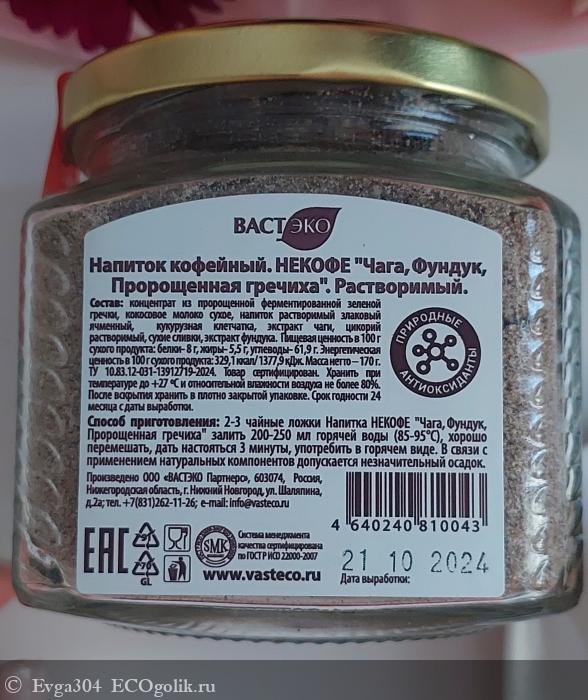 ВАСТЭКО
Напиток кофейный. НЕКОФЕ "Чага, Фундук,
Пророщенная гречиха". Растворимый.
Состав: концентрат из пророщенной ферментированной зеленой
гречки, кокосовое молоко сухое, напиток растворимый злаковый
ячменный, кукурузная клетчатка, экстракт чаги, цикорий
растворимый, сухие сливки, экстракт фундука. Пищевая ценность в 100 г
сухого продукта: белки- 8 г, жиры- 5,5 г, углеводы- 61,9 г. Энергетическая
ценность в 100 г сухого продукта: 329,1 ккал/ 1377,9 кДж. Масса нетто – 170 г.
ТУ 10.83.12-031-13912719-2024. Товар сертифицирован. Хранить при
температуре до +27 °С и относительной влажности воздуха не более 80%.
После вскрытия хранить в плотно закрытой упаковке. Срок годности 24
месяца с даты выработки.
ПРИРОДНЫЕ
АНТИОКСИДАНТЫ
Способ приготовления: 2-3 чайные ложки Напитка НЕКОФЕ "Чага, Фундук,
Пророщенная гречиха" залить 200-250 мл горячей воды (85-95°С), хорошо
перемешать, дать настояться 3 минуты, употребить в горячем виде. В связи с
применением натуральных компонентов допускается незначительный осадок.
Произведено ООО «ВАСТЭКО Партнерс», 603074, Россия,
Нижегородская область, г. Нижний Новгород, ул. Шаляпина,
д.2а; тел. +7(831)262-11-26; e-mail: info@vasteco.ru
4 640240 810043
EAC
GL
SMK
Система менеджмента
качества сертифицирована
по ГОСТ Р ИСО 22000-2007
www.vasteco.ru
21 10 2024
Дата выработки:
© Evga304 ECOgolik.ru